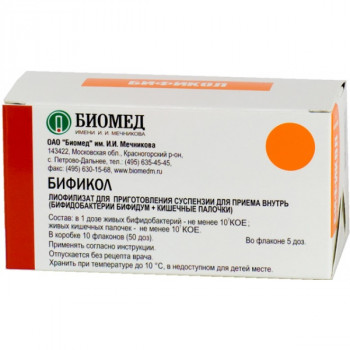 БИФИКОЛ
БИОМЕД
ИМЕНИ И.И. МЕЧНИКОВА
ОАО "Биомед" им. И.И. Мечникова
143422, Московская обл., Красногорский р-он,
с. Петрово-Дальнее, тел.: (495) 635-45-45,
факс: (495) 630-15-68, www.biomedm.ru
БИФИКОЛ
ЛИОФИЛИЗАТ ДЛЯ ПРИГОТОВЛЕНИЯ СУСПЕНЗИИ ДЛЯ ПРИЕМА ВНУТРЬ
(БИФИДОБАКТЕРИИ БИФИДУМ + КИШЕЧНЫЕ ПАЛОЧКИ)
Состав: в 1 дозе живых бифидобактерий - не менее 10⁷КОЕ;
живых кишечных палочек - не менее 10⁷ КОЕ.
В коробке 10 флаконов (50 доз). Во флаконе 5 доз.
Применять согласно инструкции.
Отпускается без рецепта врача.
Хранить при температуре до 10 °С, в недоступном для детей месте.